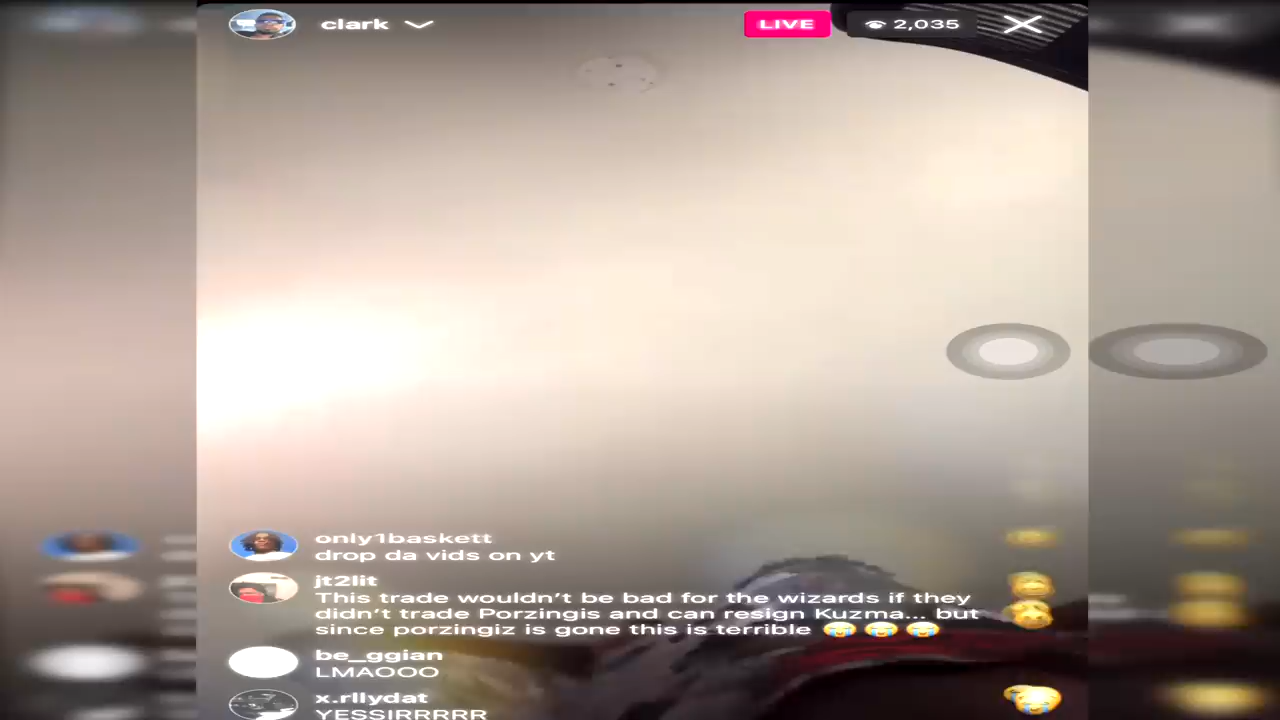 clark
LIVE
2,035
only1baskett
drop da vids on yt
jt2lit
This trade wouldn't be bad for the wizards if they
didn't trade Porzingis and can resign Kuzma... but
since porzingiz is gone this is terrible 😭😭😭
be_ggian
LMAOOO
x.rllydat
YESSIRRRRR